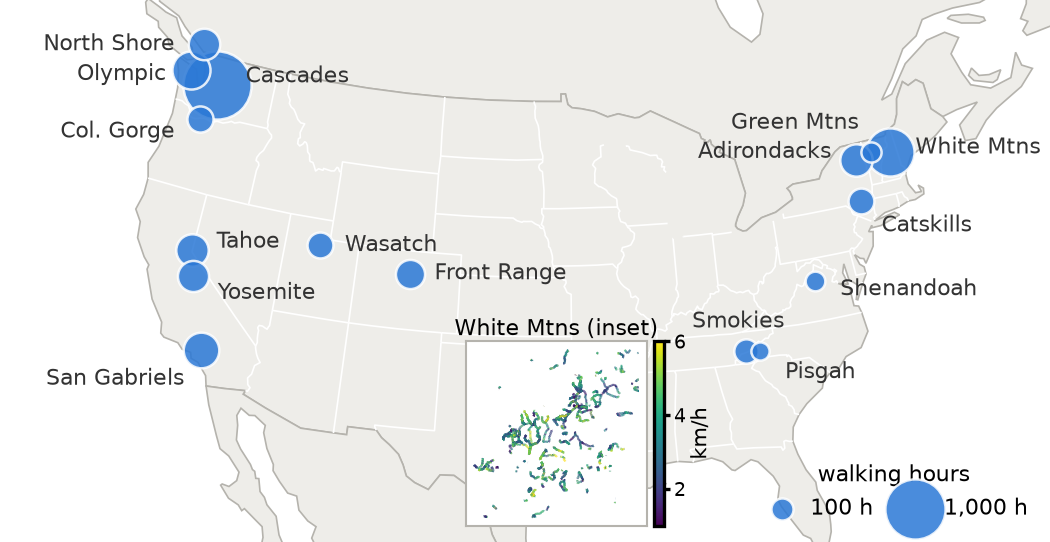 North Shore
Olympic
Cascades
Col. Gorge
Green Mtns
Adirondacks
White Mtns
Catskills
Tahoe
Wasatch
Front Range
Yosemite
Shenandoah
Smokies
White Mtns (inset)
San Gabriels
Pisgah
6
4
2
km/h
walking hours
100 h
1,000 h